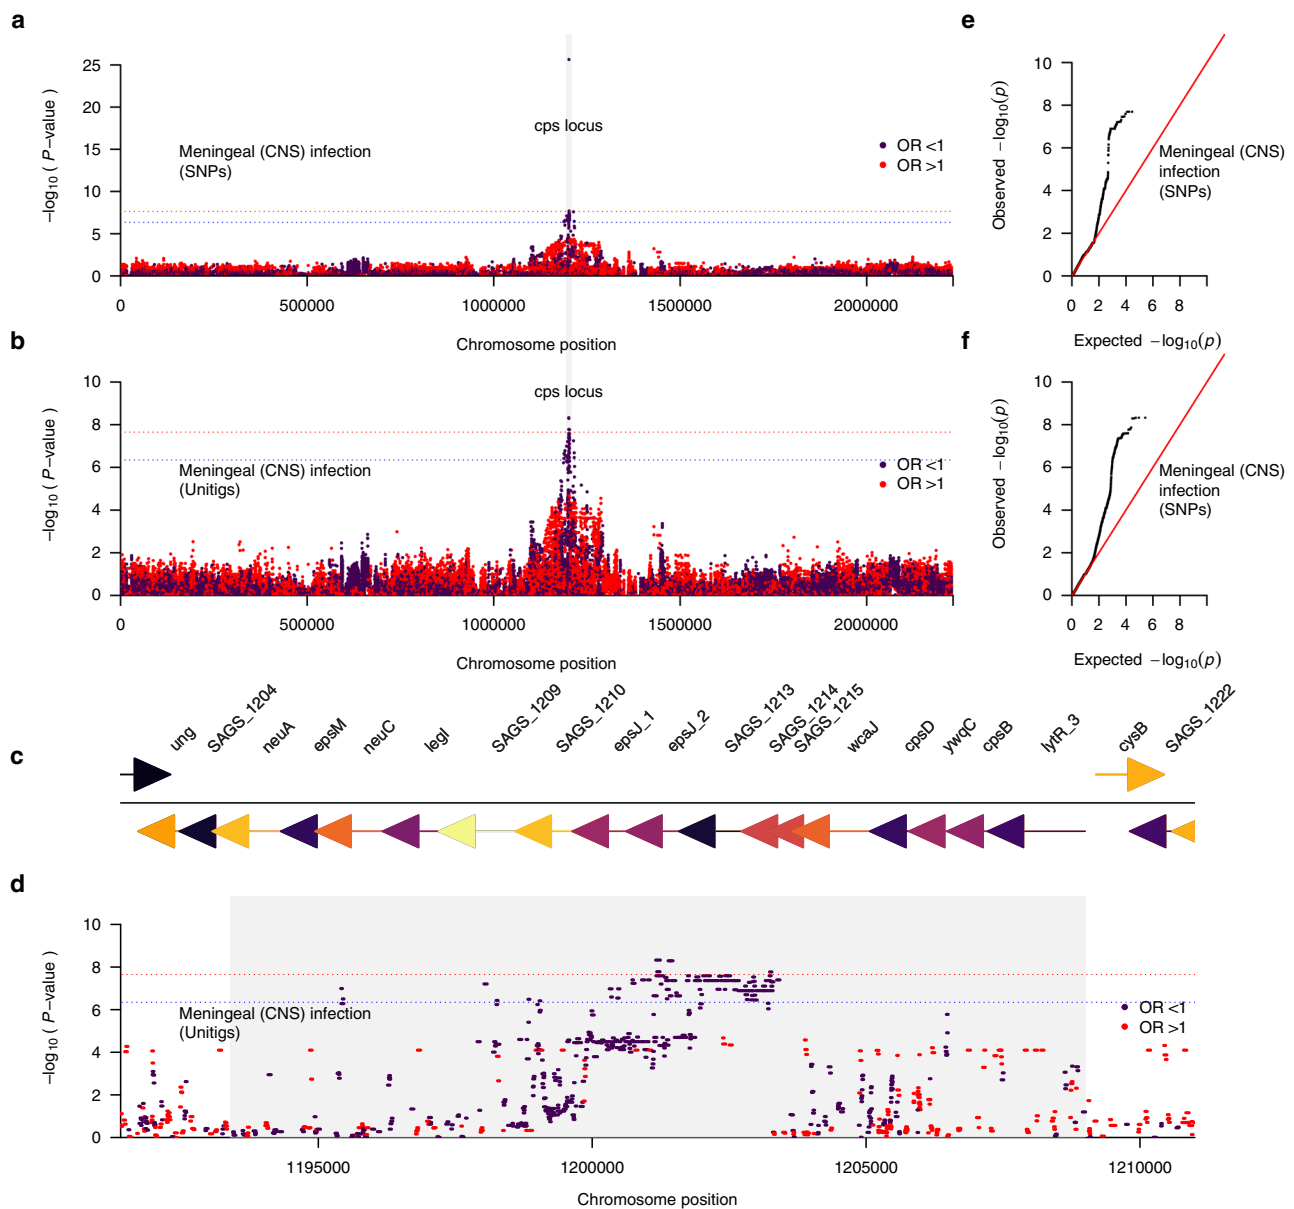 a
25
20
15
10
5
0
−log10 ( P−value )
cps locus
Meningeal (CNS) infection
(SNPs)
OR <1
OR >1
0 500000 1000000 1500000 2000000
Chromosome position
e
10
8
6
4
2
0
Observed −log10(p)
Meningeal (CNS)
infection
(SNPs)
0 2 4 6 8
Expected −log10(p)
b
10
8
6
4
2
0
−log10 ( P−value )
cps locus
Meningeal (CNS) infection
(Unitigs)
OR <1
OR >1
0 500000 1000000 1500000 2000000
Chromosome position
f
10
8
6
4
2
0
Observed −log10(p)
Meningeal (CNS)
infection
(SNPs)
0 2 4 6 8
Expected −log10(p)
c
ung
SAGS_1204
neuA
epsM
neuC
legI
SAGS_1209
SAGS_1210
epsJ_1
epsJ_2
SAGS_1213
SAGS_1214
SAGS_1215
wcaJ
cpsD
ywqC
cpsB
lytR_3
cysB
SAGS_1222
d
10
8
6
4
2
0
−log10 ( P−value )
Meningeal (CNS) infection
(Unitigs)
OR <1
OR >1
1195000 1200000 1205000 1210000
Chromosome position